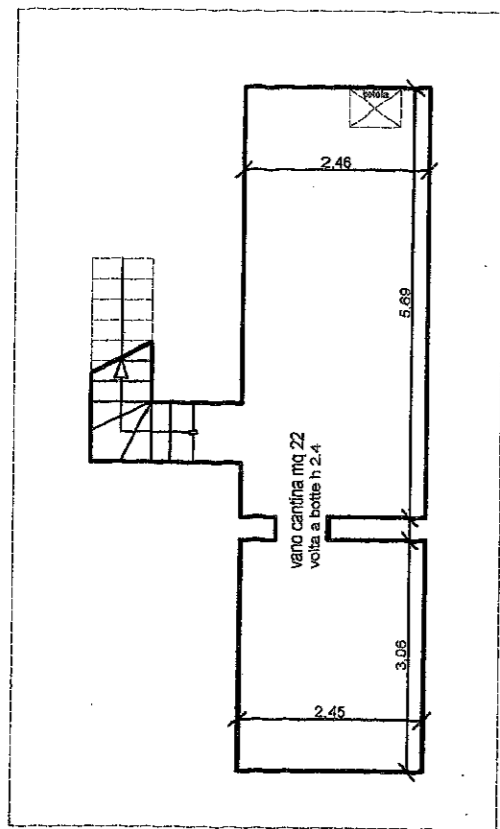 botola
2.46
5.69
vano cantina mq 22
volta a botte h 2.4
3.06
2.45